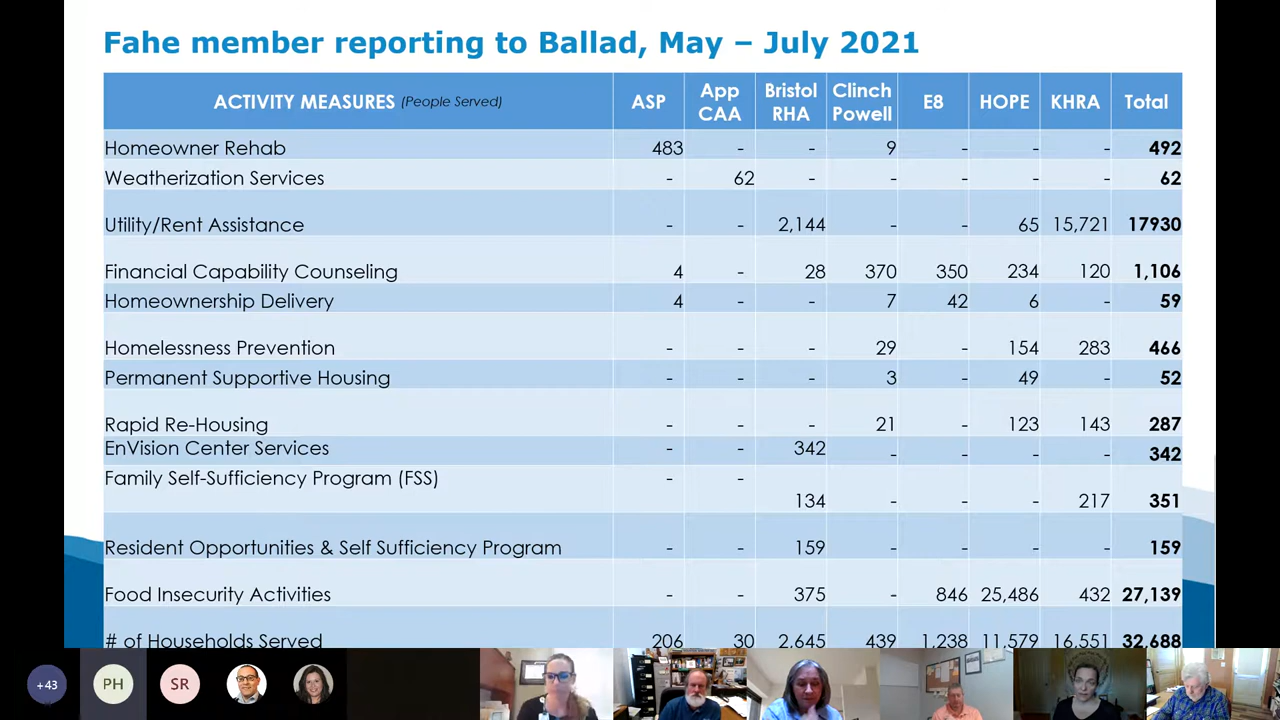 Fahe member reporting to Ballad, May – July 2021
ACTIVITY MEASURES (People Served) ASP App CAA Bristol RHA Clinch Powell E8 HOPE KHRA Total
Homeowner Rehab 483 - - 9 - - - 492
Weatherization Services - 62 - - - - - 62
Utility/Rent Assistance - - 2,144 - - 65 15,721 17930
Financial Capability Counseling 4 - 28 370 350 234 120 1,106
Homeownership Delivery 4 - - 7 42 6 - 59
Homelessness Prevention - - - 29 - 154 283 466
Permanent Supportive Housing - - - 3 - 49 - 52
Rapid Re-Housing - - - 21 - 123 143 287
EnVision Center Services - - 342 - - - - 342
Family Self-Sufficiency Program (FSS) - - 134 - - - 217 351
Resident Opportunities & Self Sufficiency Program - - 159 - - - - 159
Food Insecurity Activities - - 375 - 846 25,486 432 27,139
# of Households Served 206 30 2,645 439 1,238 11,579 16,551 32,688
+43 PH SR